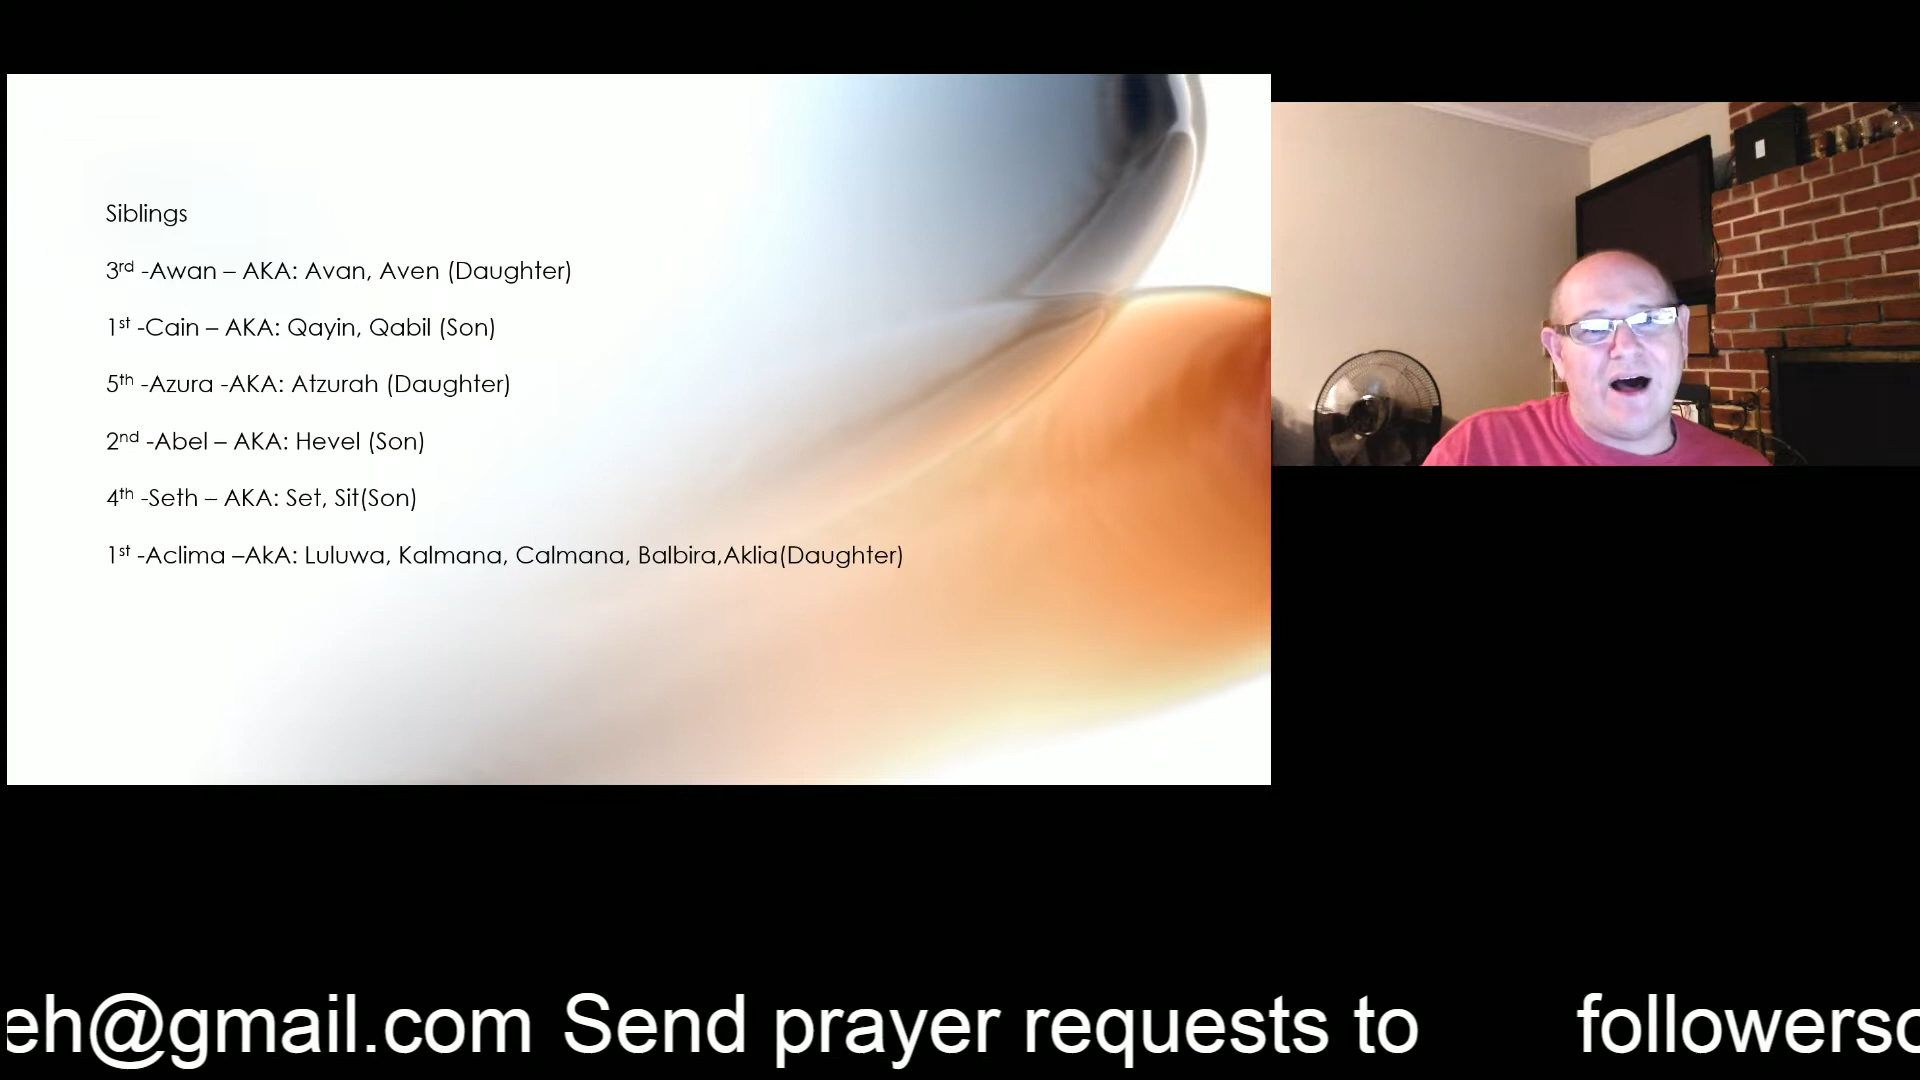 Siblings
3rd -Awan – AKA: Avan, Aven (Daughter)
1st -Cain – AKA: Qayin, Qabil (Son)
5th -Azura -AKA: Atzurah (Daughter)
2nd -Abel – AKA: Hevel (Son)
4th -Seth – AKA: Set, Sit(Son)
1st -Aclima –AkA: Luluwa, Kalmana, Calmana, Balbira,Aklia(Daughter)
eh@gmail.com Send prayer requests to followersc